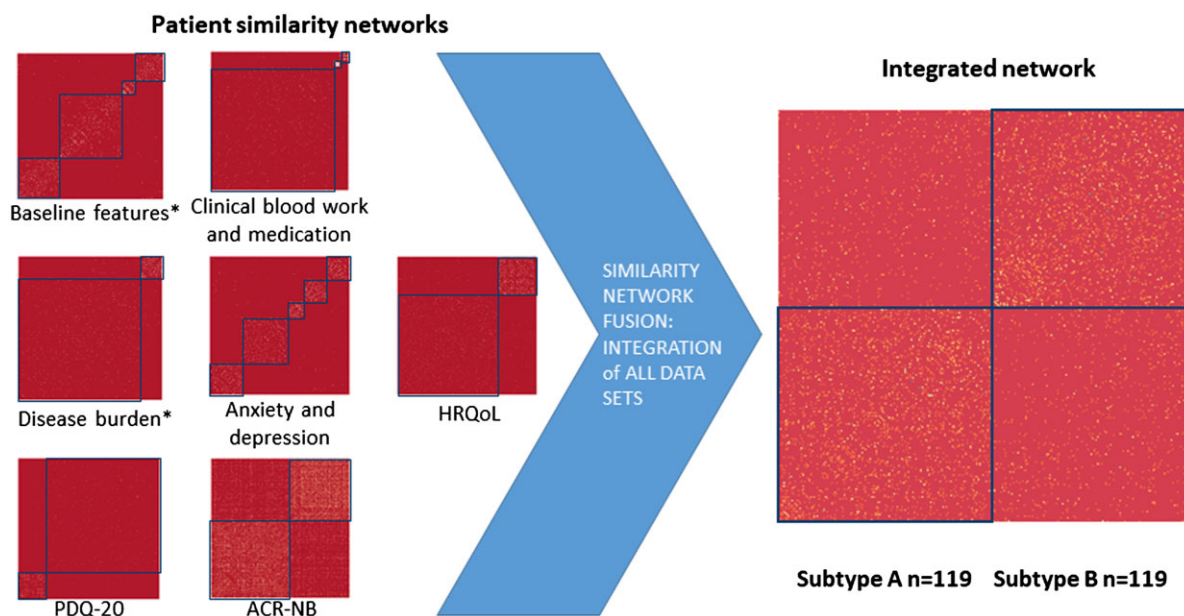 Patient similarity networks
Baseline features*
Clinical blood work
and medication
Disease burden*
Anxiety and
depression
HRQoL
PDQ-20
ACR-NB
SIMILARITY
NETWORK
FUSION:
INTEGRATION
of ALL DATA
SETS
Integrated network
Subtype A n=119
Subtype B n=119